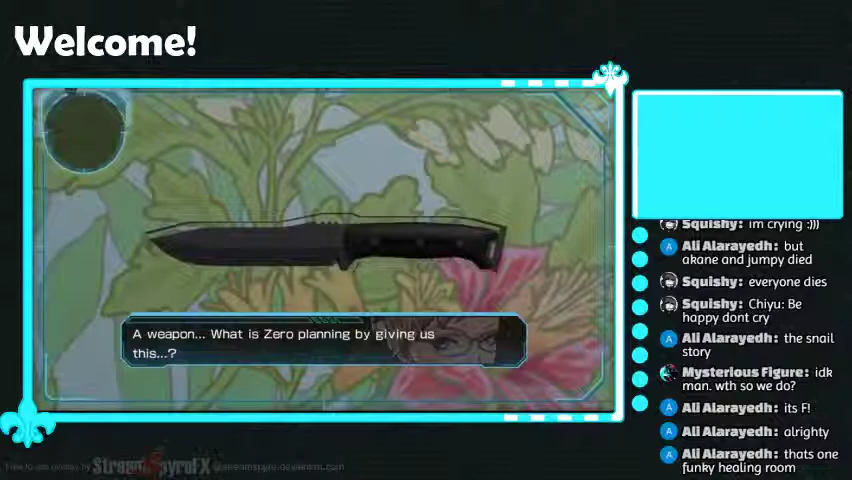 Welcome!
A weapon... What is Zero planning by giving us
this...?
Squishy: im crying :)))
Ali Alarayedh: but
akane and jumpy died
Squishy: everyone dies
Squishy: Chiyu: Be
happy dont cry
Ali Alarayedh: the snail
story
Mysterious Figure: idk
man. wth so we do?
Ali Alarayedh: its F!
Ali Alarayedh: alrighty
Ali Alarayedh: thats one
funky healing room
StreamSpyroFX